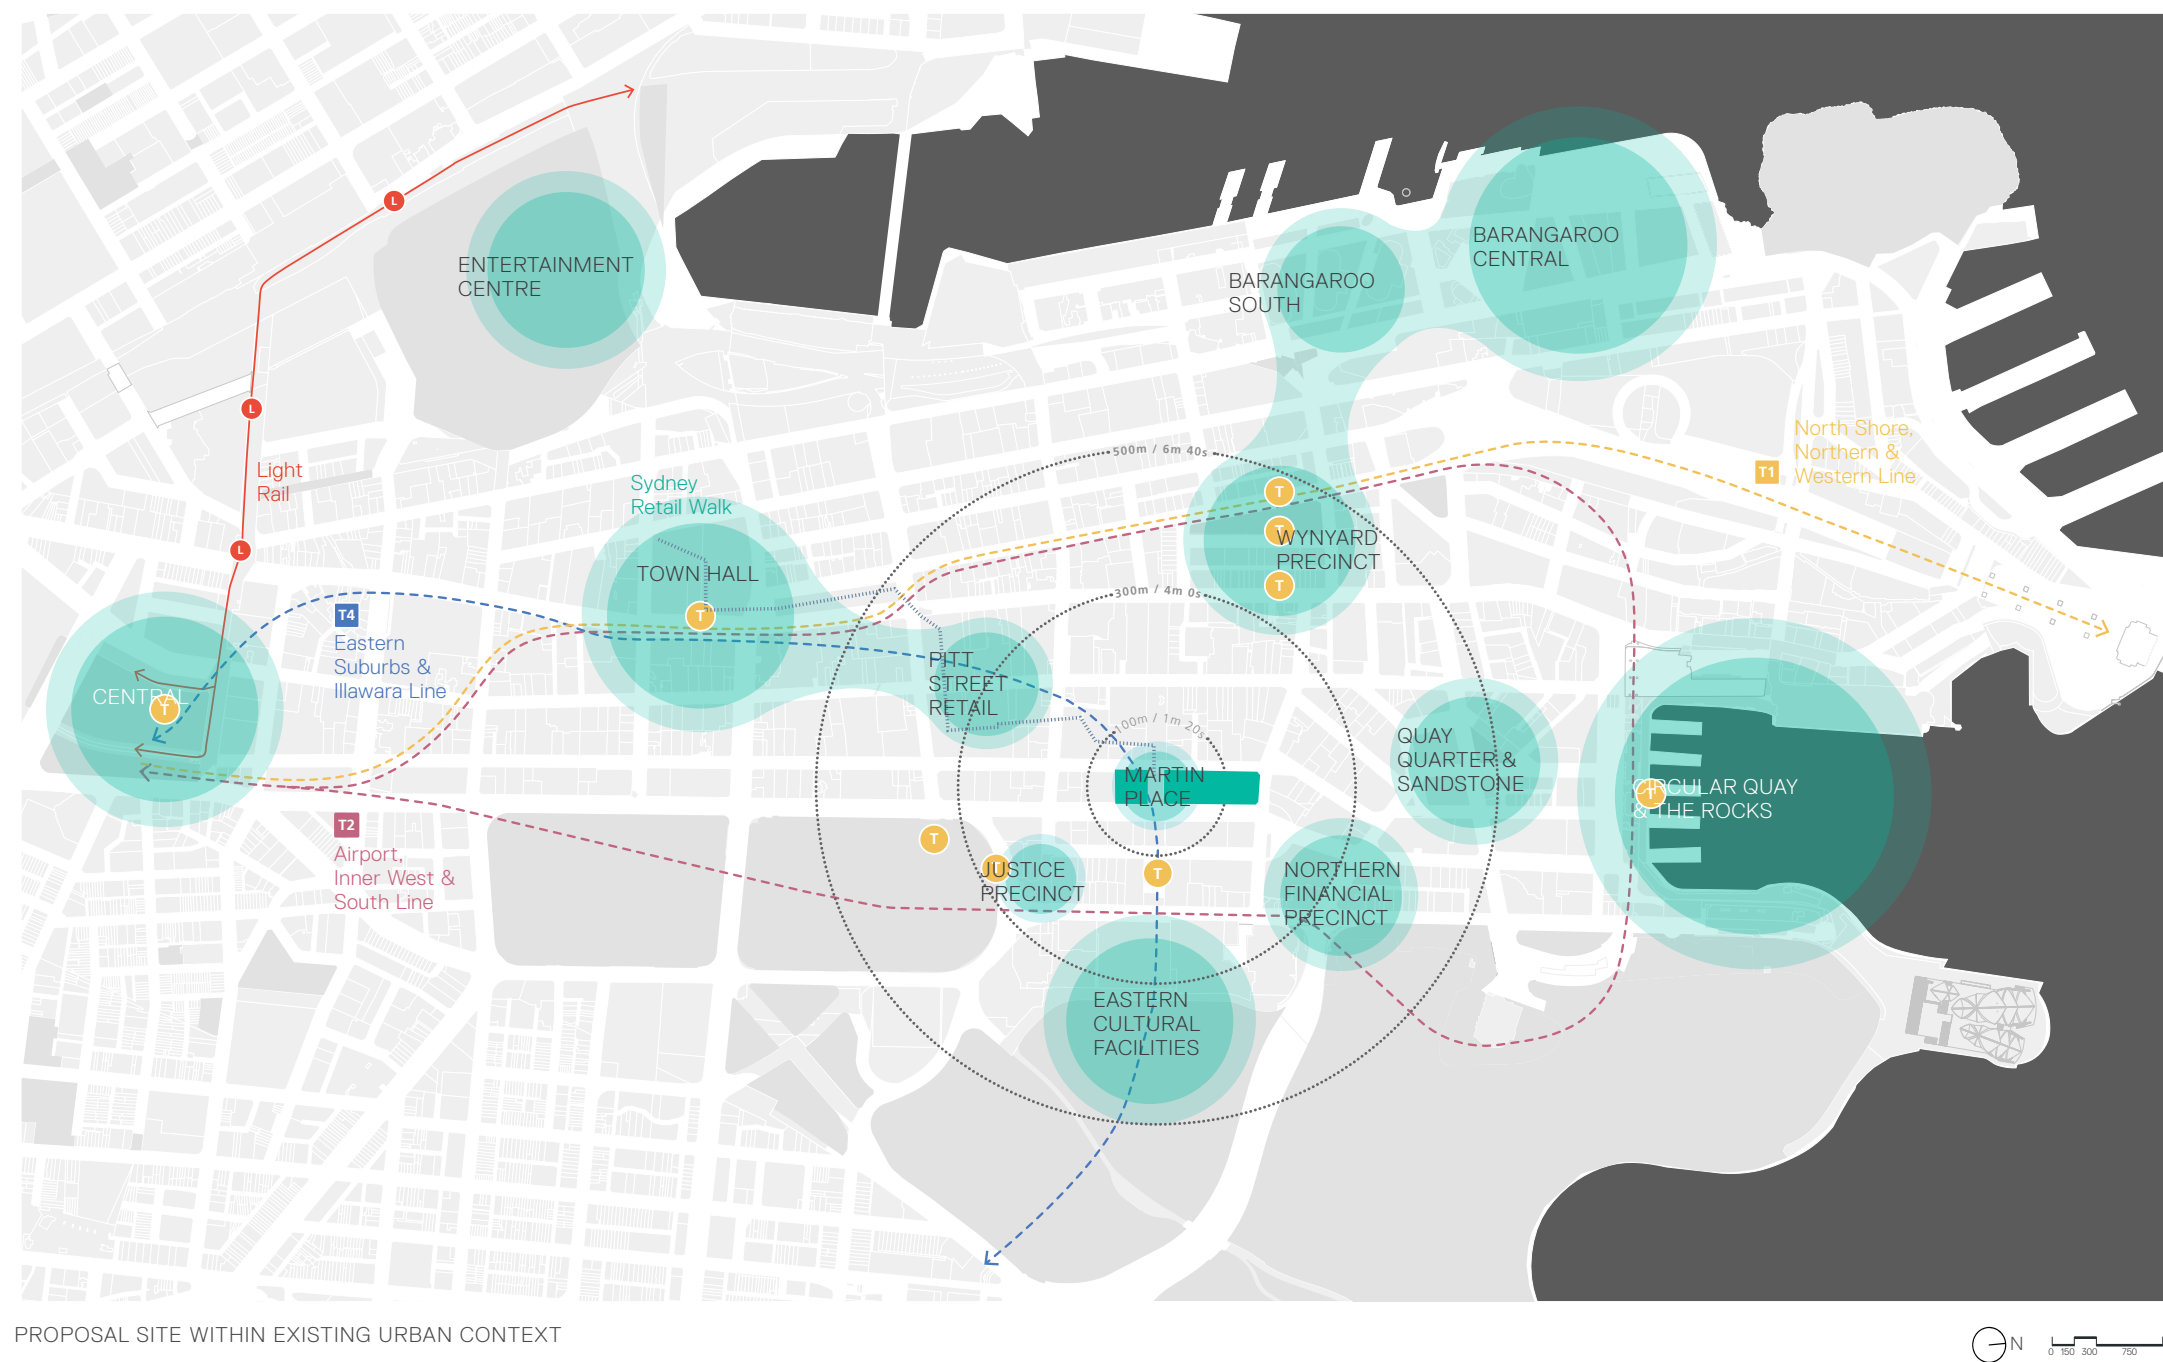 L
ENTERTAINMENT
CENTRE
BARANGAROO
CENTRAL
BARANGAROO
SOUTH
L
Light
Rail
Sydney
Retail Walk
500m / 6m 40s
North Shore,
Northern &
Western Line
T1
T
T
WYNYARD
PRECINCT
T
L
TOWN HALL
T
300m / 4m 0s
T4
Eastern
Suburbs &
Illawara Line
PITT
STREET
RETAIL
CENTRAL
T
100m / 1m 20s
QUAY
QUARTER &
SANDSTONE
MARTIN
PLACE
CIRCULAR QUAY
& THE ROCKS
T
T2
Airport,
Inner West &
South Line
T
T
JUSTICE
PRECINCT
T
NORTHERN
FINANCIAL
PRECINCT
EASTERN
CULTURAL
FACILITIES
PROPOSAL SITE WITHIN EXISTING URBAN CONTEXT
N
0 150 300 750